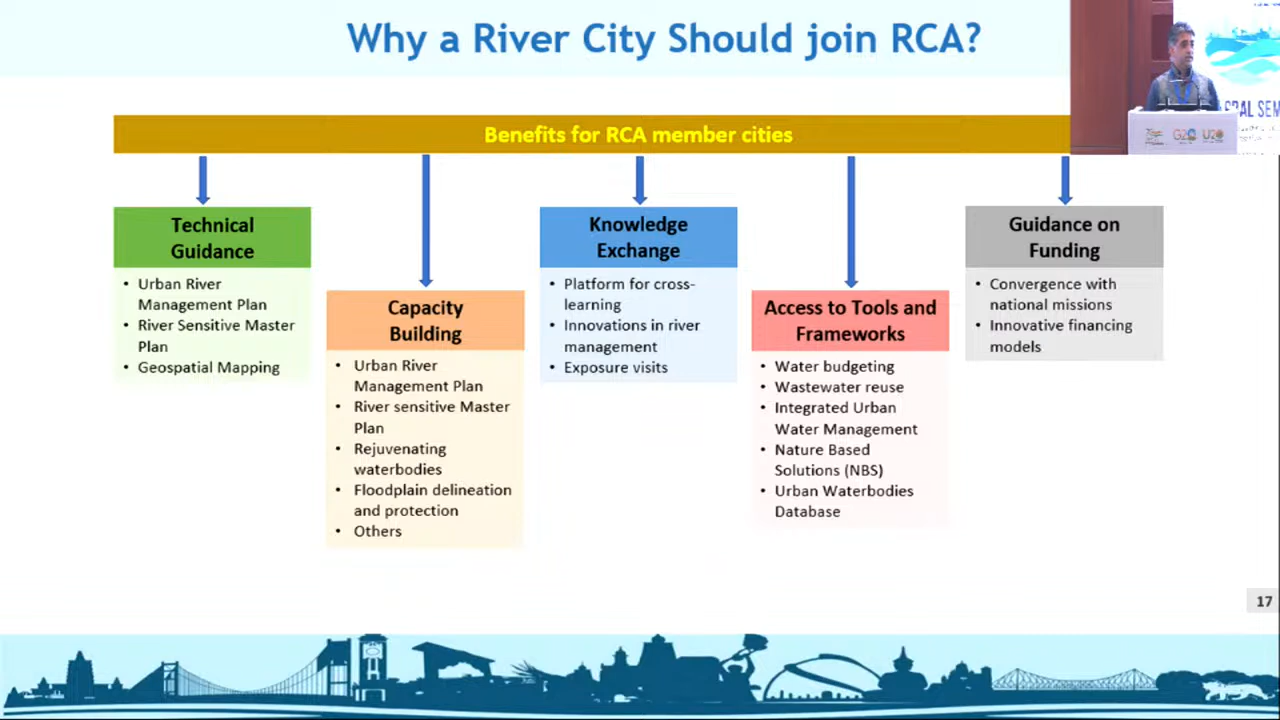 Why a River City Should join RCA?
Benefits for RCA member cities
Technical
Guidance
• Urban River
Management Plan
• River Sensitive Master
Plan
• Geospatial Mapping
Capacity
Building
• Urban River
Management Plan
• River sensitive Master
Plan
• Rejuvenating
waterbodies
• Floodplain delineation
and protection
• Others
Knowledge
Exchange
• Platform for cross-
learning
• Innovations in river
management
• Exposure visits
Access to Tools and
Frameworks
• Water budgeting
• Wastewater reuse
• Integrated Urban
Water Management
• Nature Based
Solutions (NBS)
• Urban Waterbodies
Database
Guidance on
Funding
• Convergence with
national missions
• Innovative financing
models
G20 U20
17